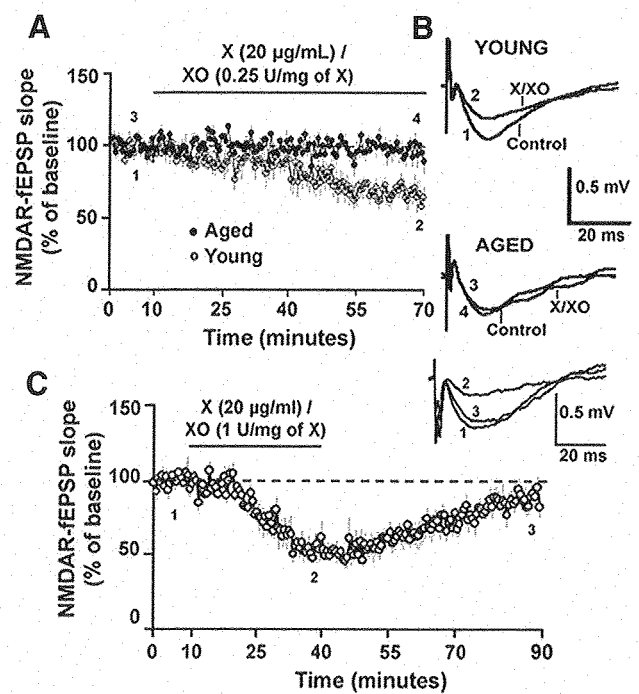 A
X (20 µg/mL) /
XO (0.25 U/mg of X)
150
100
50
0
NMDAR-fEPSP slope
(% of baseline)
3
1
4
2
Aged
Young
0 10 25 40 55 70
Time (minutes)
B
YOUNG
2
X/XO
1
Control
0.5 mV
20 ms
AGED
3
4
X/XO
Control
C
X (20 µg/ml) /
XO (1 U/mg of X)
150
100
50
0
NMDAR-fEPSP slope
(% of baseline)
1
2
3
0 10 25 40 55 70 90
Time (minutes)
2
3
1
0.5 mV
20 ms